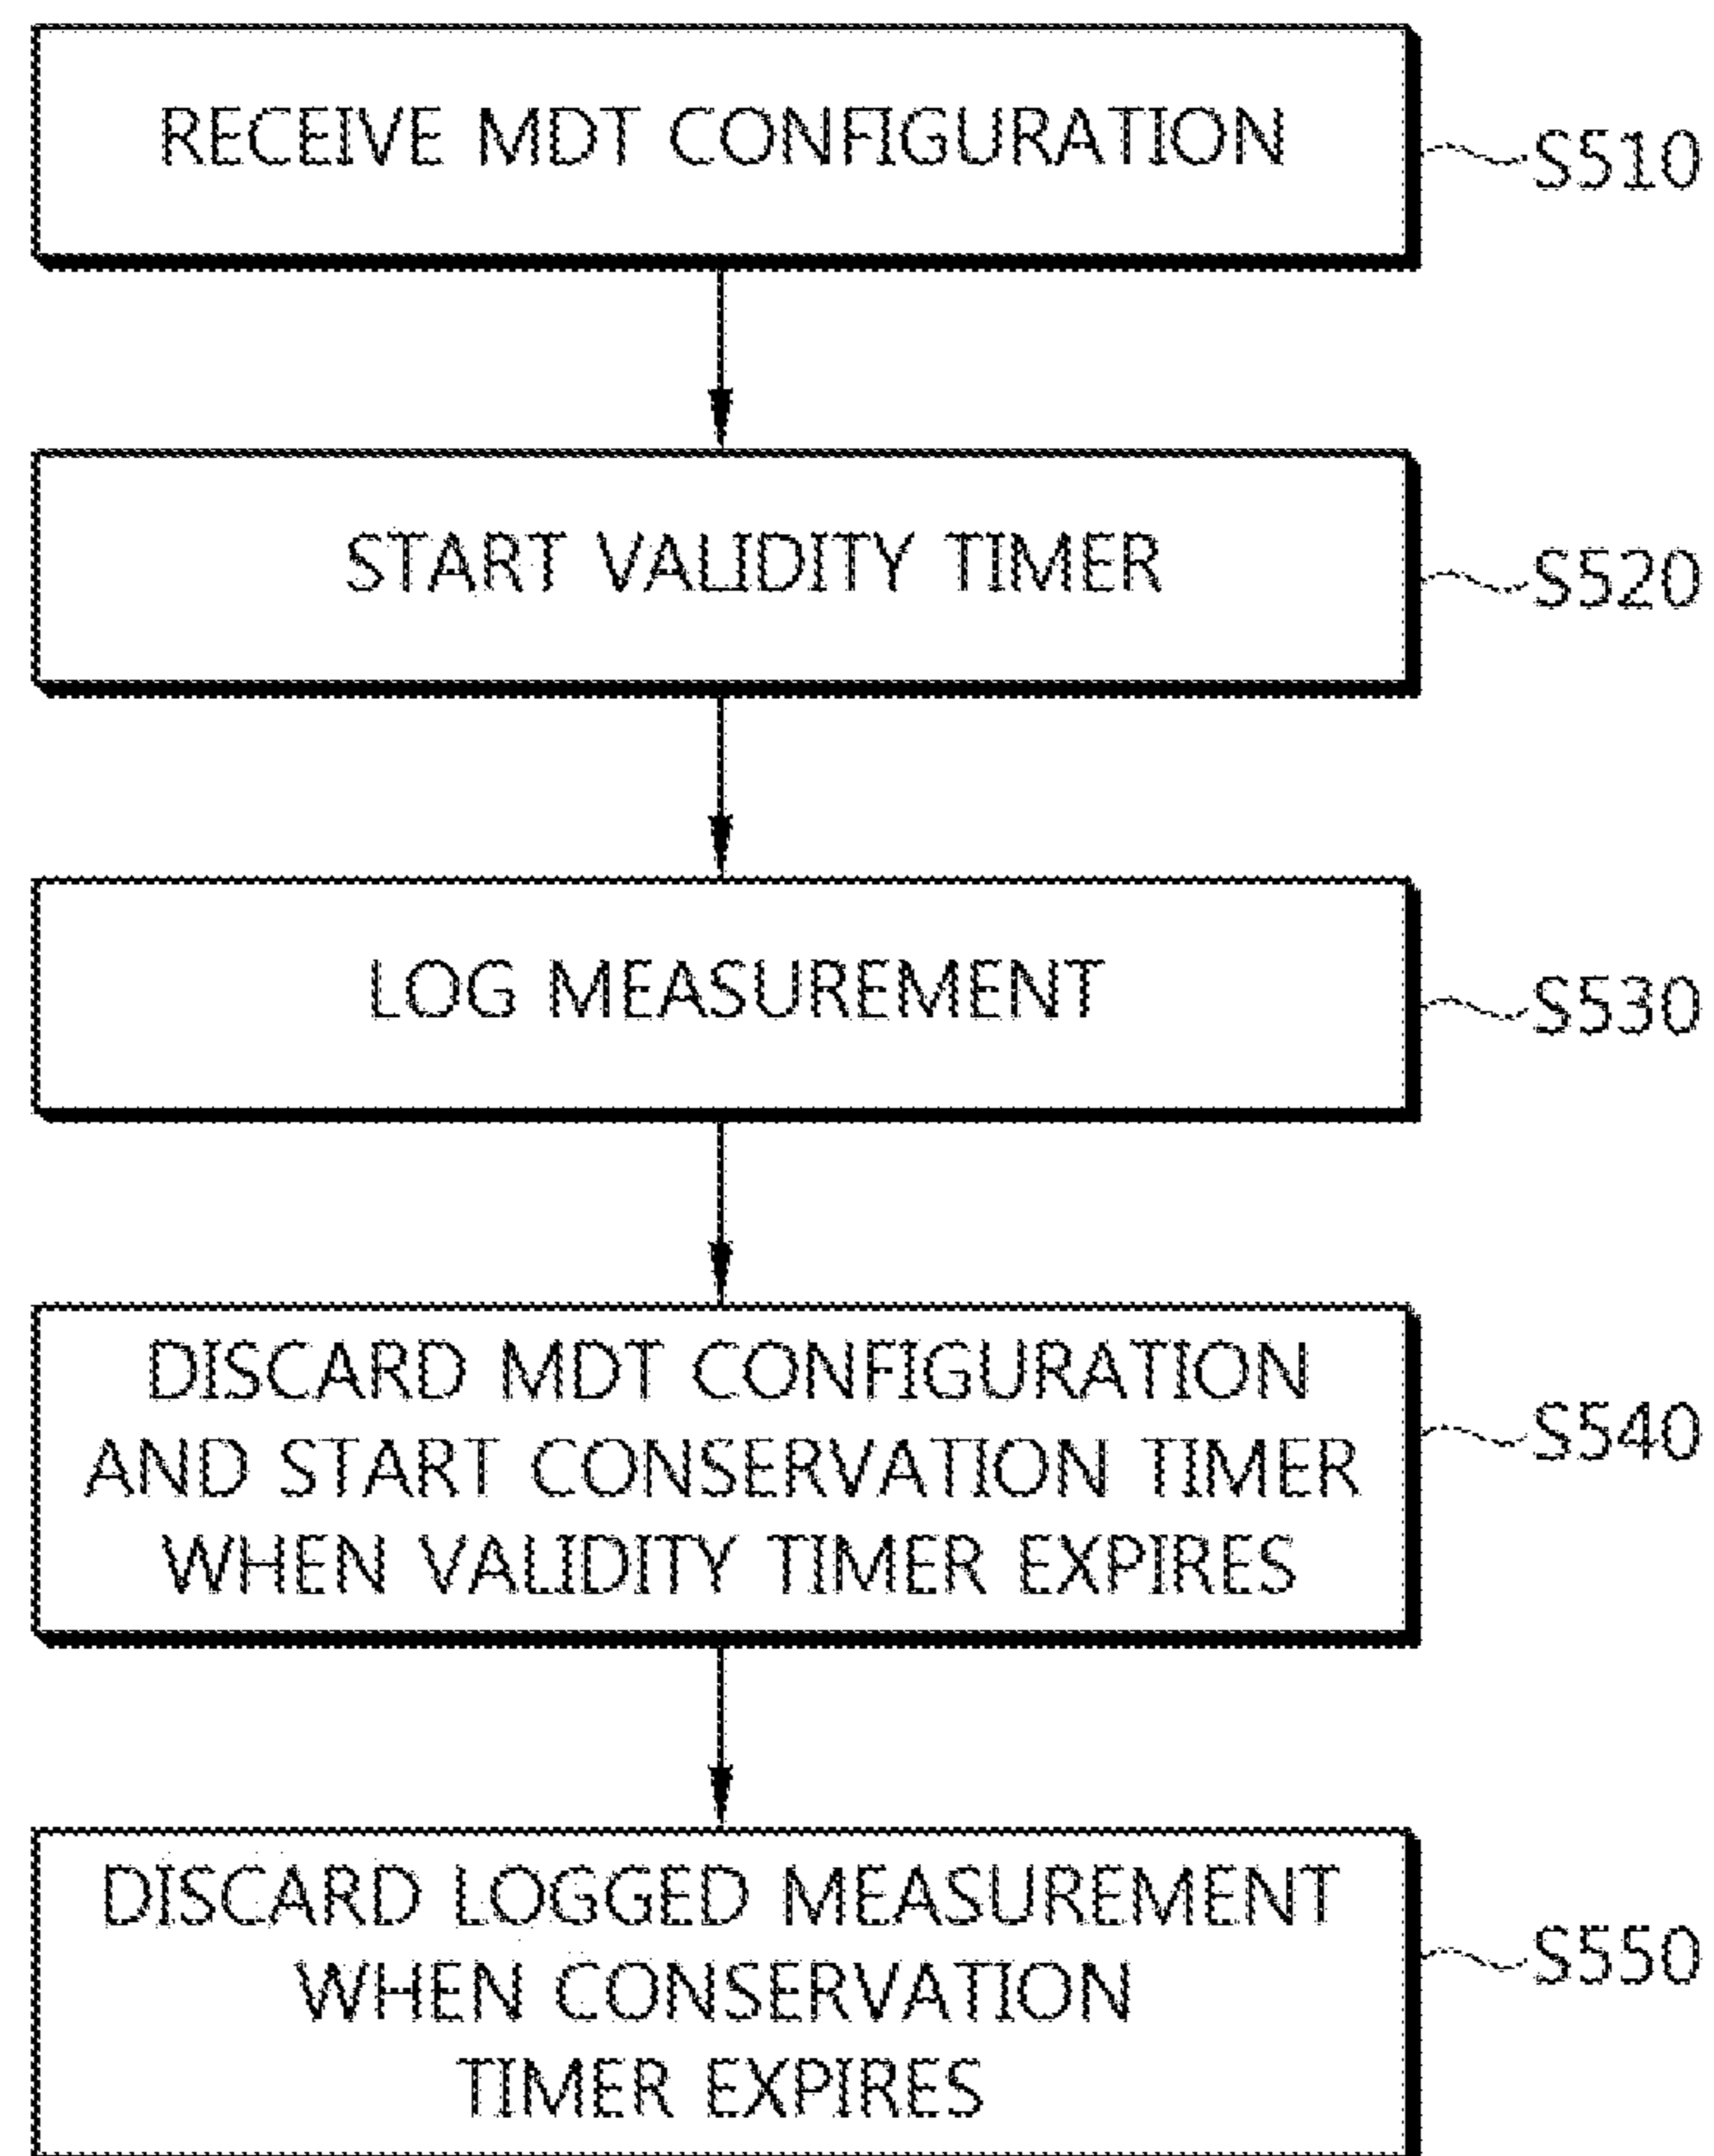 RECEIVE MDT CONFIGURATION
S510
START VALIDITY TIMER
S520
LOG MEASUREMENT
S530
DISCARD MDT CONFIGURATION
AND START CONSERVATION TIMER
WHEN VALIDITY TIMER EXPIRES
S540
DISCARD LOGGED MEASUREMENT
WHEN CONSERVATION
TIMER EXPIRES
S550